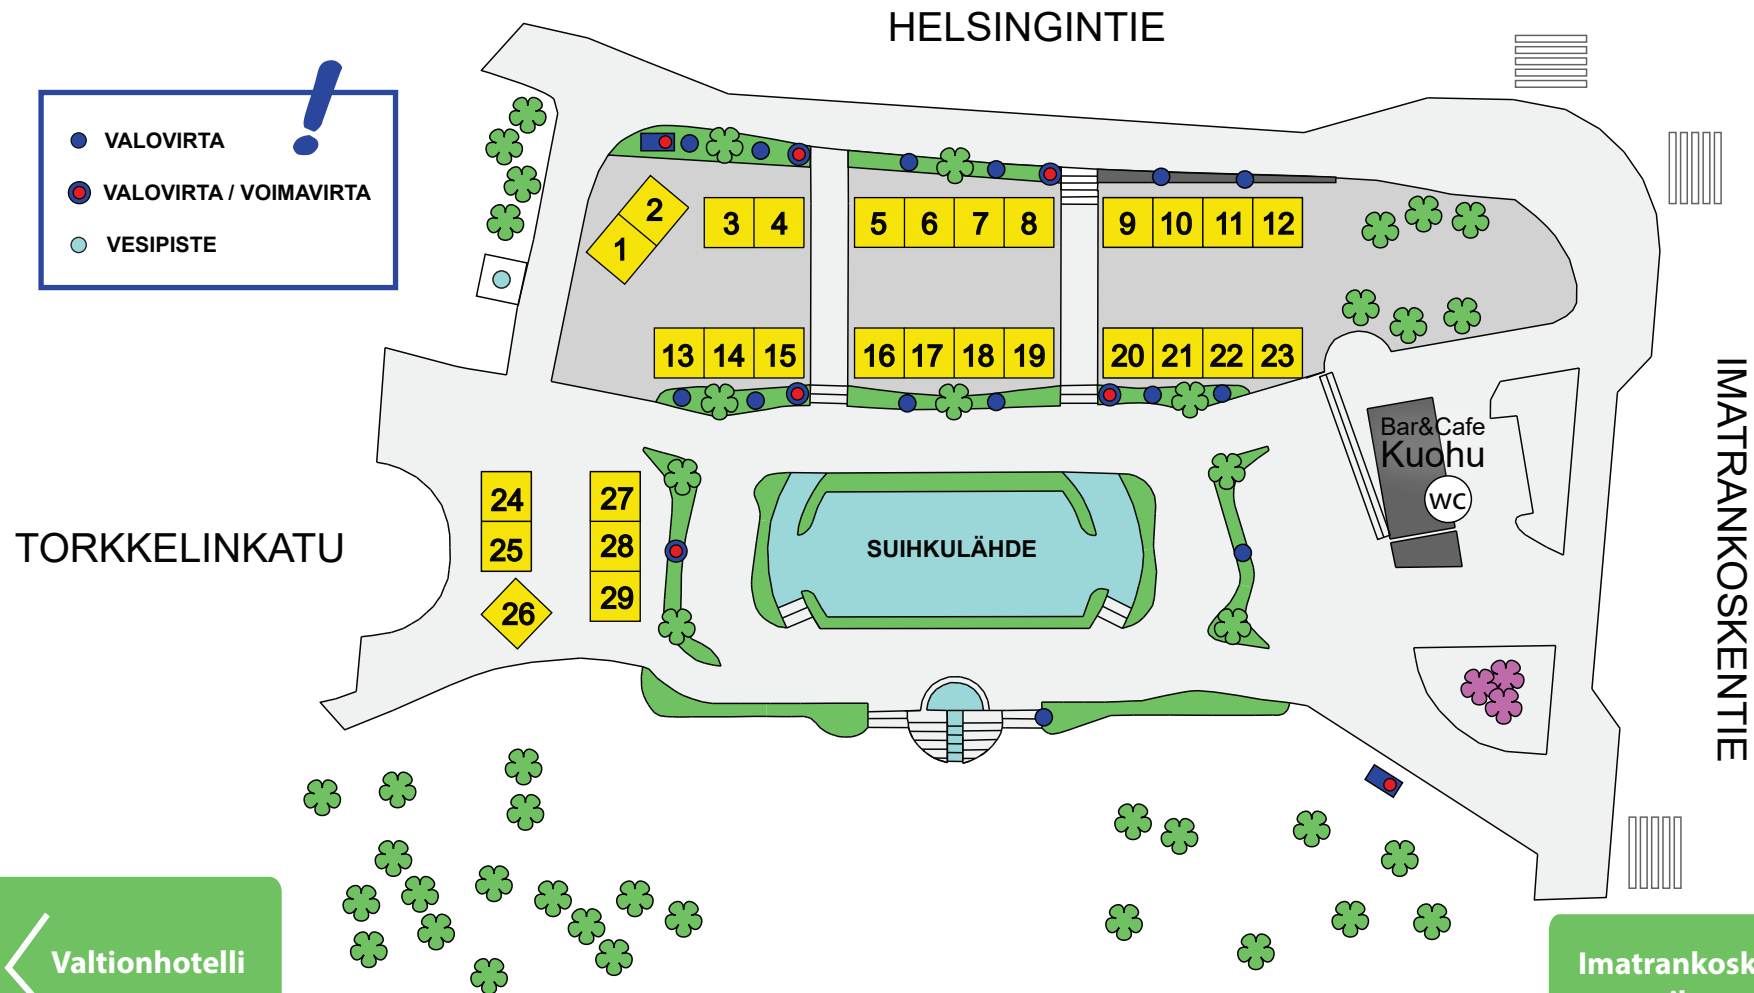 HELSINGINTIE
VALOVIRTA
VALOVIRTA / VOIMAVIRTA
VESIPISTE
1 2 3 4 5 6 7 8 9 10 11 12
13 14 15 16 17 18 19 20 21 22 23
Bar&Cafe
Kuohu
WC
IMATRANKOSKENTIE
TORKKELINKATU
24 27
25 28
26 29
SUIHKULÄHDE
Valtionhotelli
Imatrankosk